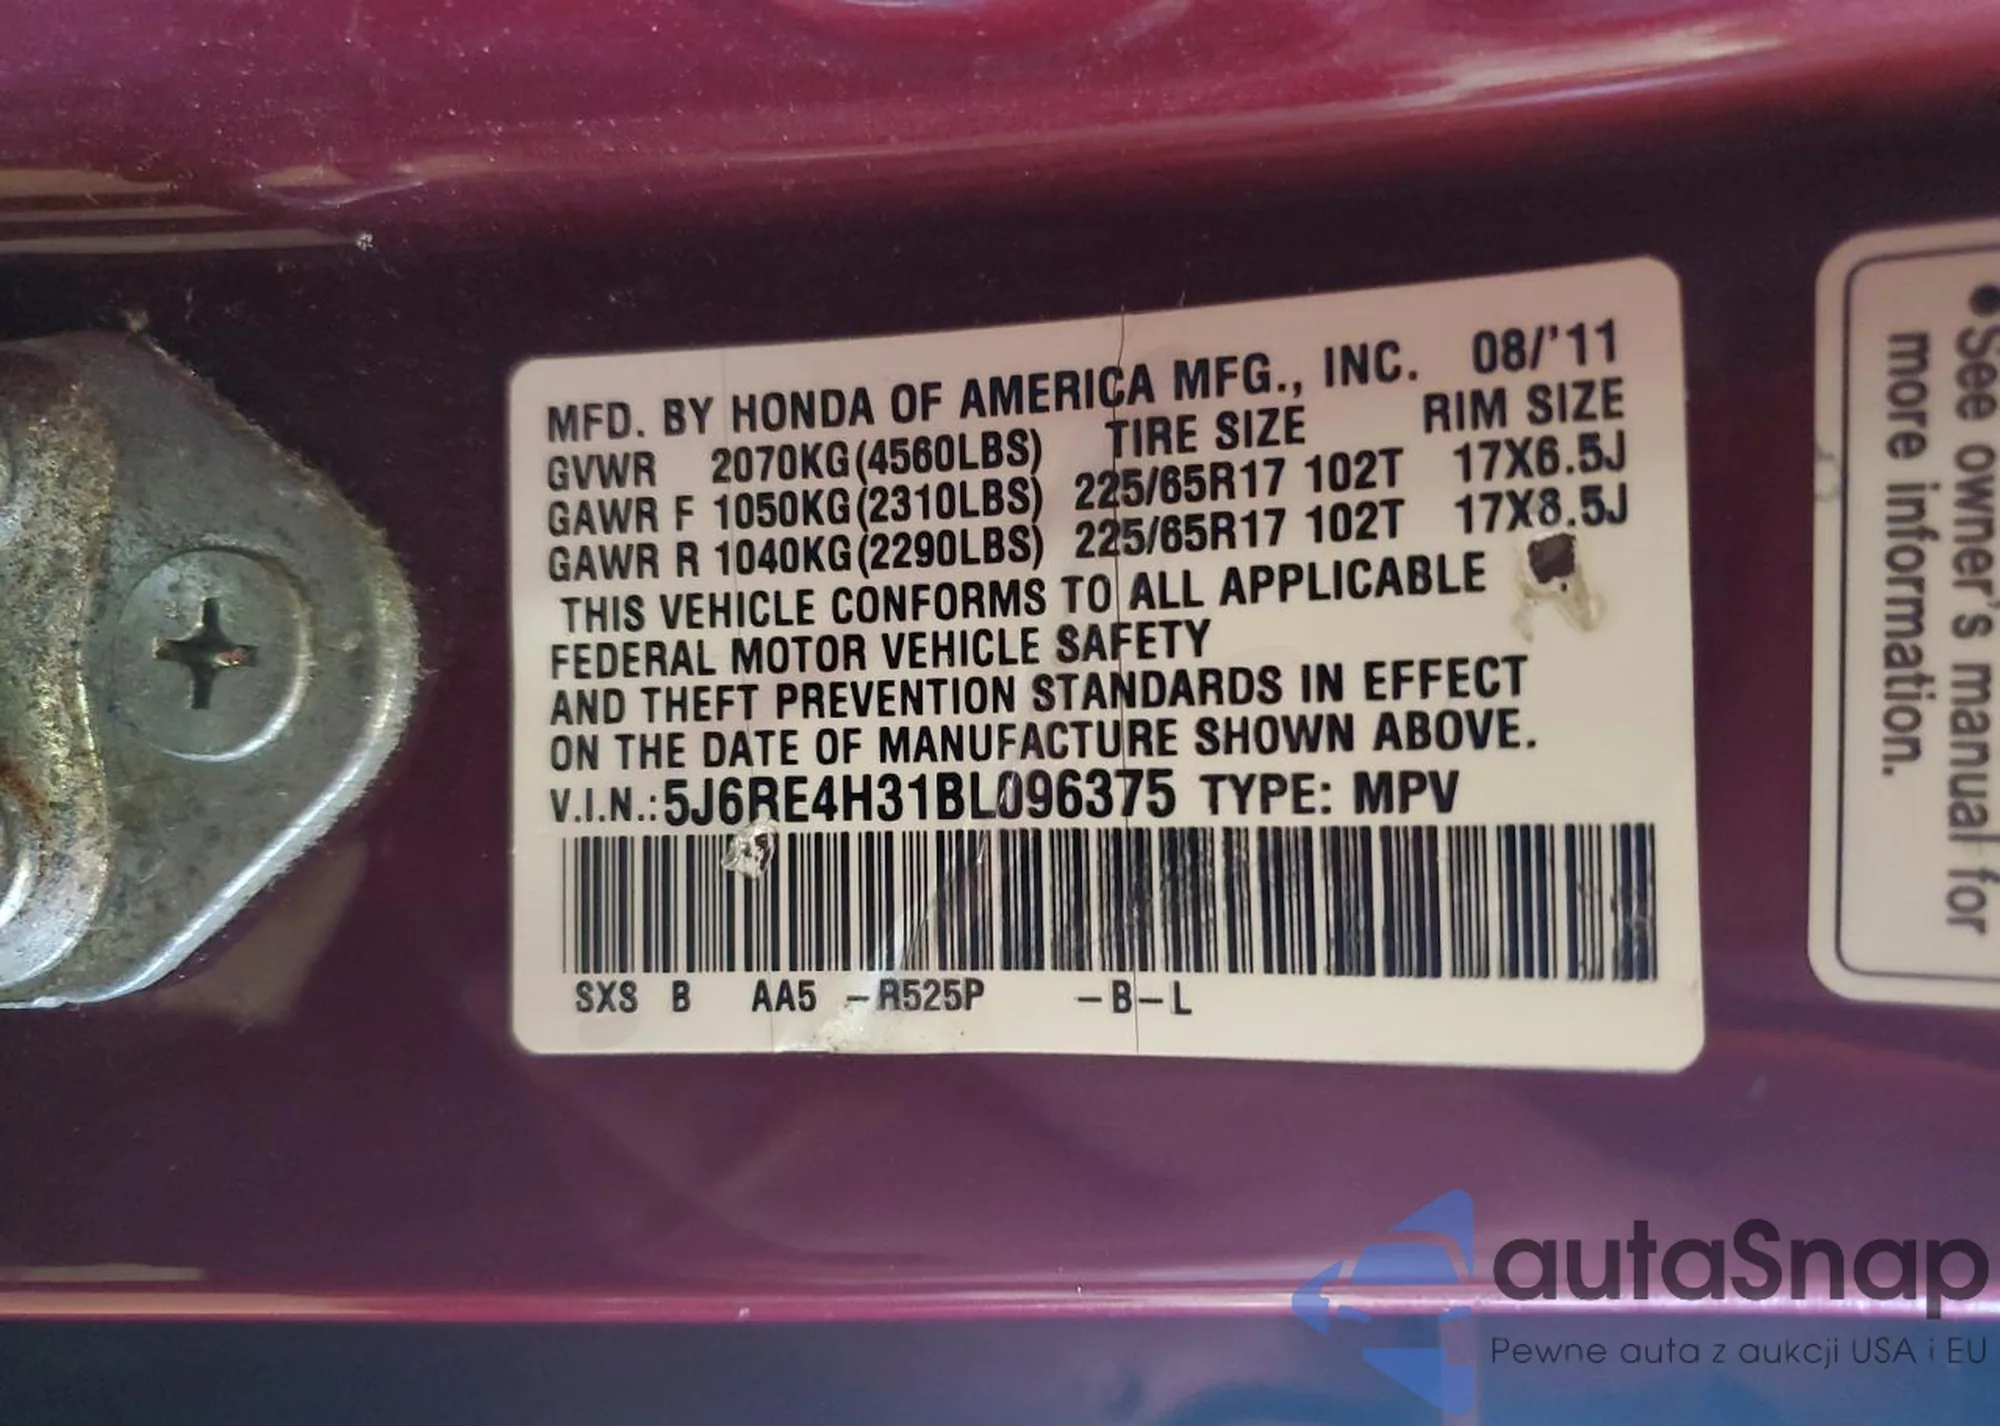 MFD. BY HONDA OF AMERICA MFG., INC. 08/'11
TIRE SIZE RIM SIZE
GVWR 2070KG(4560LBS)
GAWR F 1050KG(2310LBS) 225/65R17 102T 17X6.5J
GAWR R 1040KG(2290LBS) 225/65R17 102T 17X6.5J
THIS VEHICLE CONFORMS TO ALL APPLICABLE
FEDERAL MOTOR VEHICLE SAFETY
AND THEFT PREVENTION STANDARDS IN EFFECT
ON THE DATE OF MANUFACTURE SHOWN ABOVE.
V.I.N.: 5J6RE4H31BL096375 TYPE: MPV
SXS B AA5 -R525P -B-L
•See owner's manual for
more information.
autaSnap
Pewne auta z aukcji USA i EU